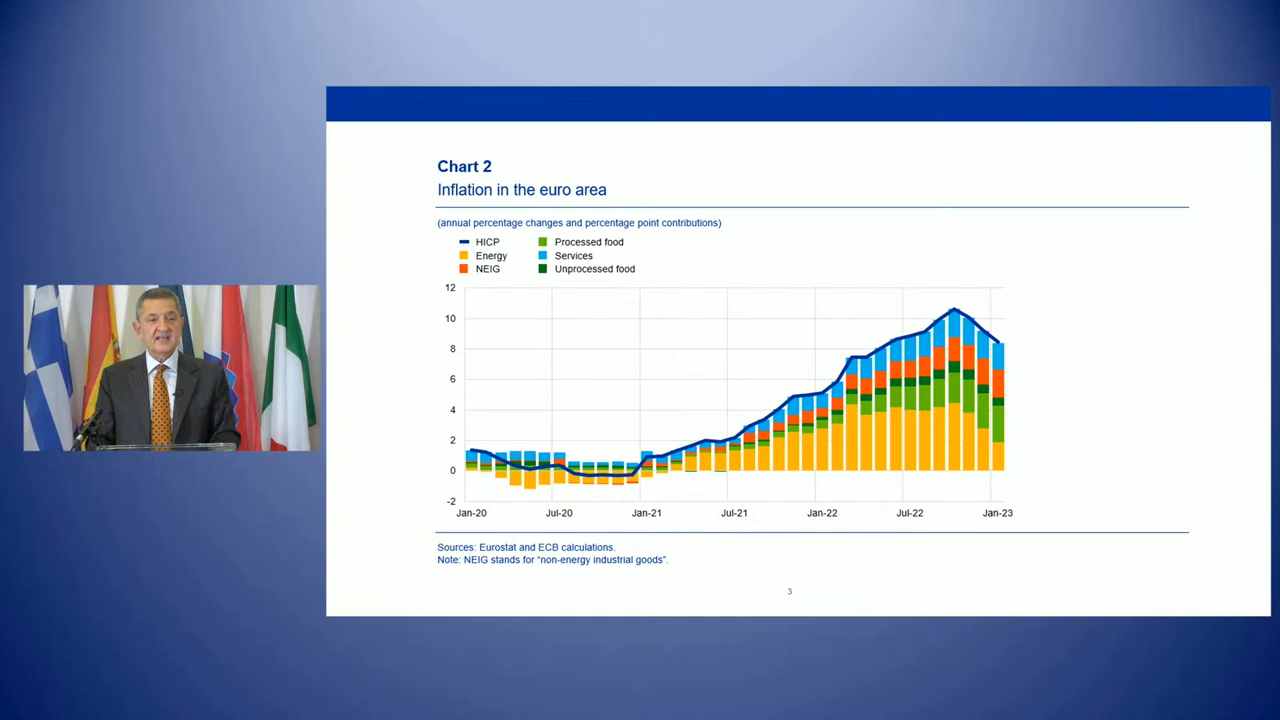 Chart 2
Inflation in the euro area
(annual percentage changes and percentage point contributions)
HICP
Processed food
Energy
Services
NEIG
Unprocessed food
12
10
8
6
4
2
0
-2
Jan-20 Jul-20 Jan-21 Jul-21 Jan-22 Jul-22 Jan-23
Sources: Eurostat and ECB calculations.
Note: NEIG stands for “non-energy industrial goods”.
3